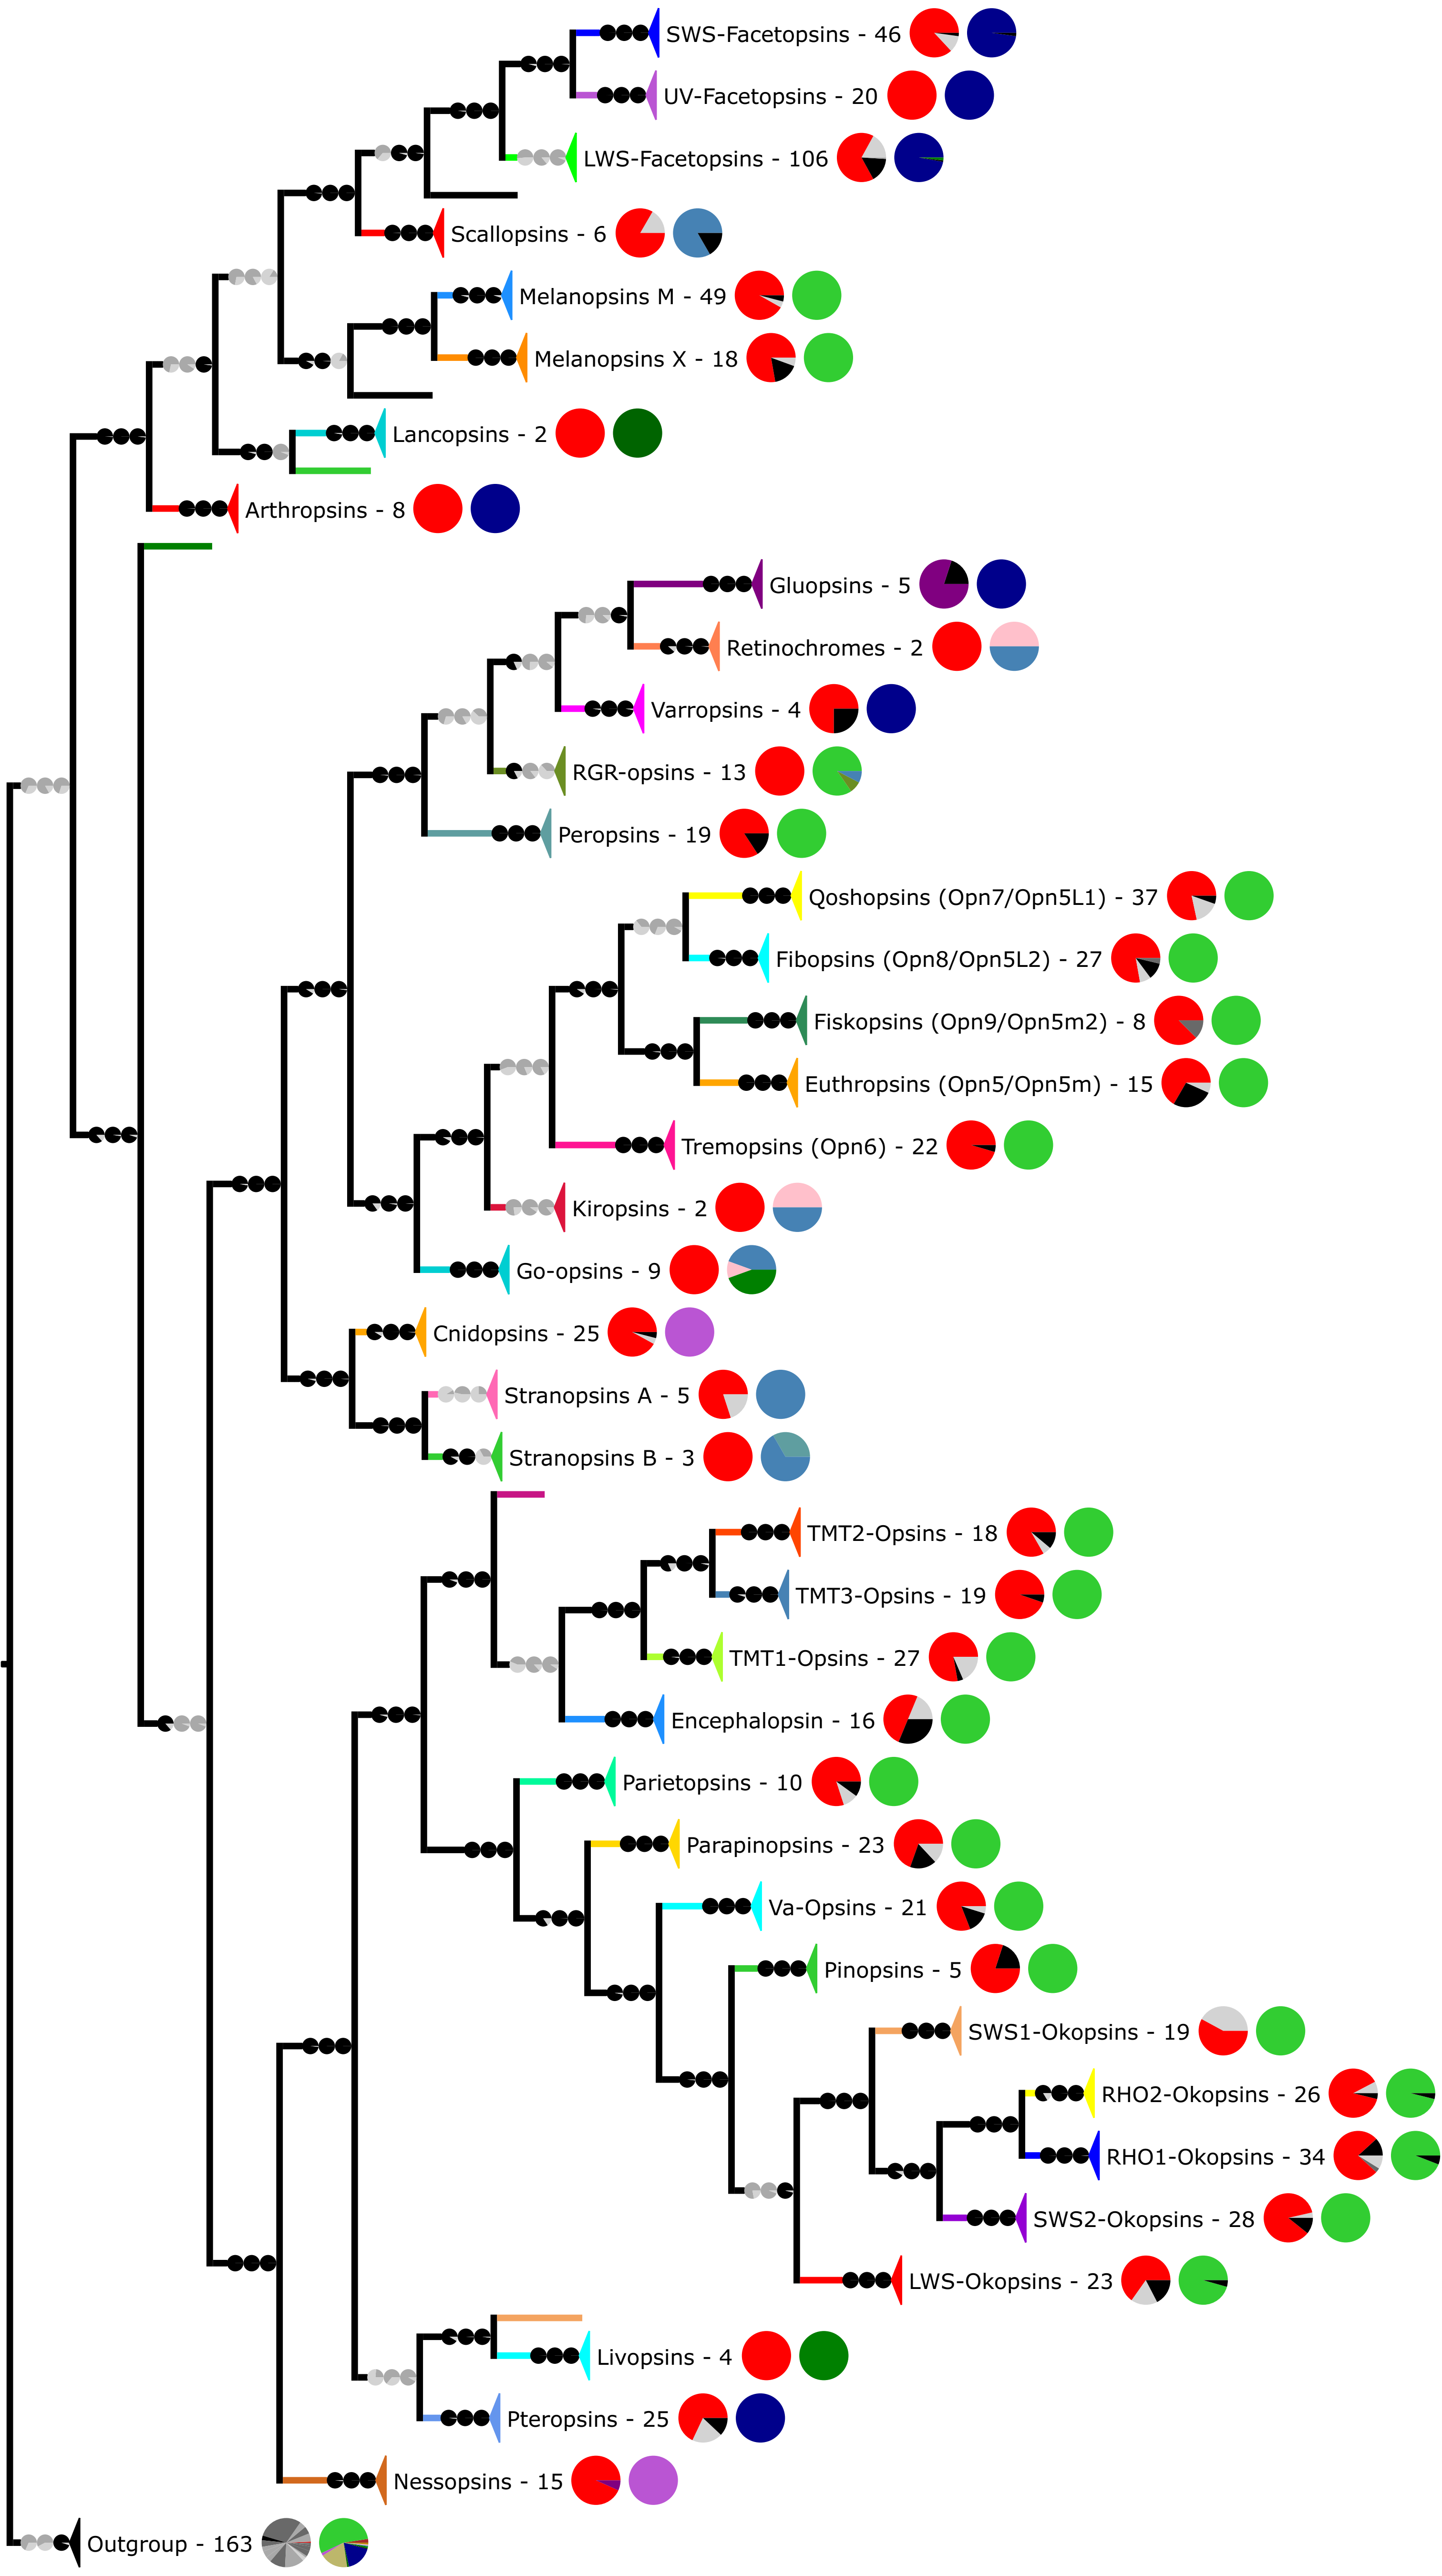 SWS-Facetopsins - 46
UV-Facetopsins - 20
LWS-Facetopsins - 106
Scallopsins - 6
Melanopsins M - 49
Melanopsins X - 18
Lancopsins - 2
Arthropsins - 8
Gluopsins - 5
Retinochromes - 2
Varropsins - 4
RGR-opsins - 13
Peropsins - 19
Qoshopsins (Opn7/Opn5L1) - 37
Fibopsins (Opn8/Opn5L2) - 27
Fiskopsins (Opn9/Opn5m2) - 8
Euthropsins (Opn5/Opn5m) - 15
Tremopsins (Opn6) - 22
Kiropsins - 2
Go-opsins - 9
Cnidopsins - 25
Stranopsins A - 5
Stranopsins B - 3
TMT2-Opsins - 18
TMT3-Opsins - 19
TMT1-Opsins - 27
Encephalopsin - 16
Parietopsins - 10
Parapinopsins - 23
Va-Opsins - 21
Pinopsins - 5
SWS1-Okopsins - 19
RHO2-Okopsins - 26
RHO1-Okopsins - 34
SWS2-Okopsins - 28
LWS-Okopsins - 23
Livopsins - 4
Pteropsins - 25
Nessopsins - 15
Outgroup - 163